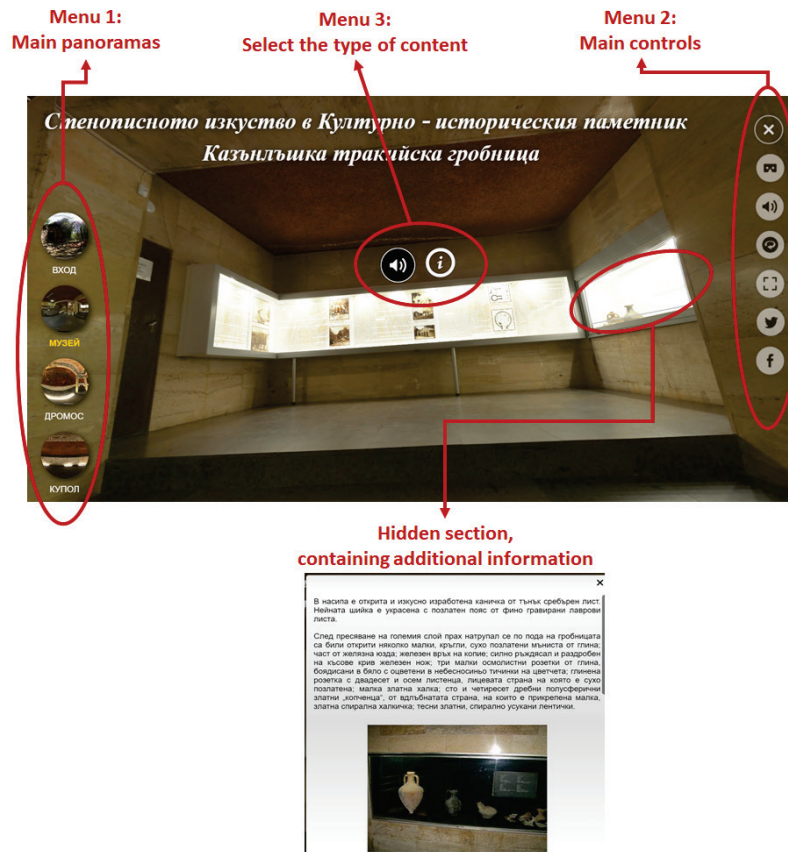 Menu 1:
Main panoramas
Menu 3:
Select the type of content
Menu 2:
Main controls
Стенописното изкуство в Културно - историческия паметник
Казънлъшка тракийска гробница
ВХОД
МУЗЕЙ
ДРОМОС
КУПОЛ
Hidden section,
containing additional information
В насипа е открита и изкусно изработена каничка от тънък сребърен лист.
Нейната шийка е украсена с позлатен пояс от фино гравирани лаврови
листа.
След пресяване на големия слой прах натрупал се по пода на гробницата
са били открити няколко малки, кръгли, сухо позлатени мъниста от глина;
част от желязна юзда; железен връх на копие; силно ръждясал и раздробен
на късове крив железен нож; три малки осмолистни розетки от глина,
боядисани в бяло с оцветени в небесносиньо тичинки на цветчета; глинена
розетка с двадесет и осем листенца, лицевата страна на която е сухо
позлатена; малка златна халка; сто и четиресет дребни полусферични
златни „копченца", от вдлъбнатата страна, на които е прикрепена малка,
златна спирална халкичка; тесни златни, спирално усукани лентички.